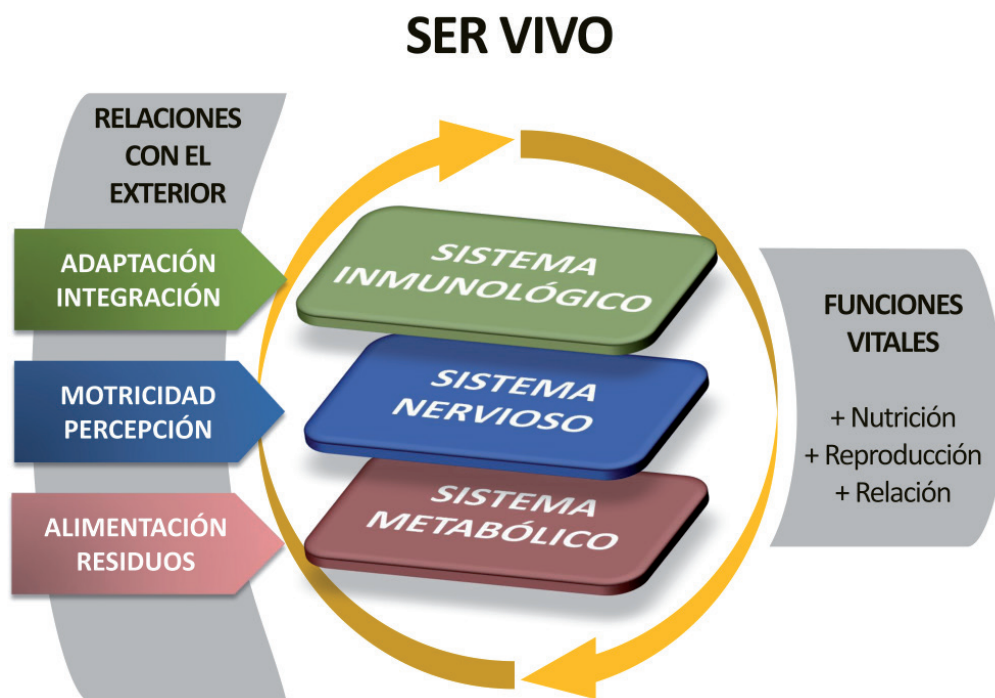 SER VIVO
RELACIONES
CON EL
EXTERIOR
ADAPTACIÓN
INTEGRACIÓN
MOTRICIDAD
PERCEPCIÓN
ALIMENTACIÓN
RESIDUOS
SISTEMA
INMUNOLÓGICO
SISTEMA
NERVIOSO
SISTEMA
METABÓLICO
FUNCIONES
VITALES
+ Nutrición
+ Reproducción
+ Relación